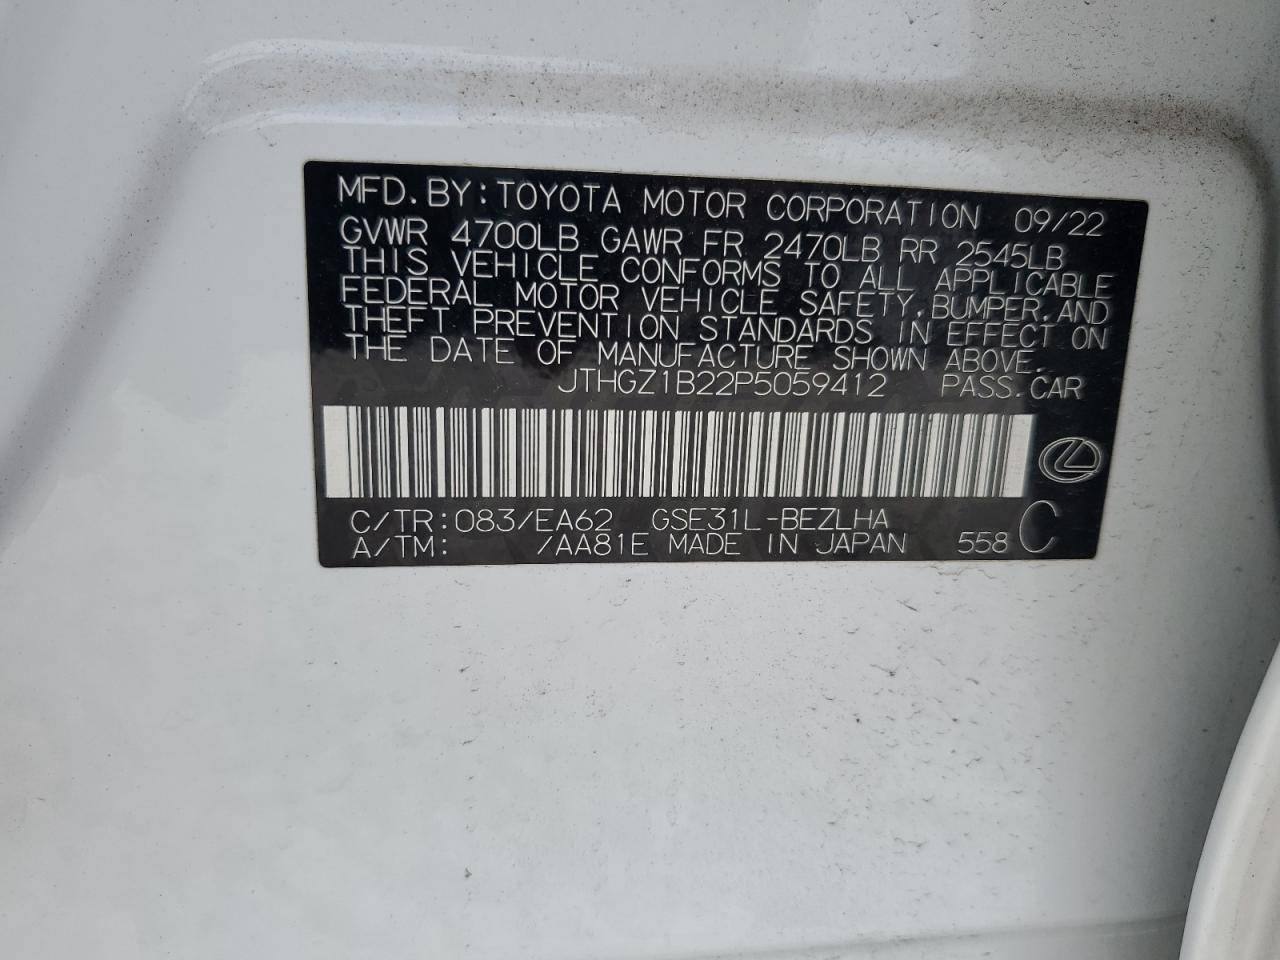 MFD. BY: TOYOTA MOTOR CORPORATION 09/22
GVWR 4700LB GAWR FR 2470LB RR 2545LB
THIS VEHICLE CONFORMS TO ALL APPLICABLE
FEDERAL MOTOR VEHICLE SAFETY, BUMPER, AND
THEFT PREVENTION STANDARDS IN EFFECT ON
THE DATE OF MANUFACTURE SHOWN ABOVE.
JTHGZ1B22P5059412 PASS. CAR
C/TR: 083/EA62 GSE31L-BEZLHA
A/TM: /AA81E MADE IN JAPAN 558 C